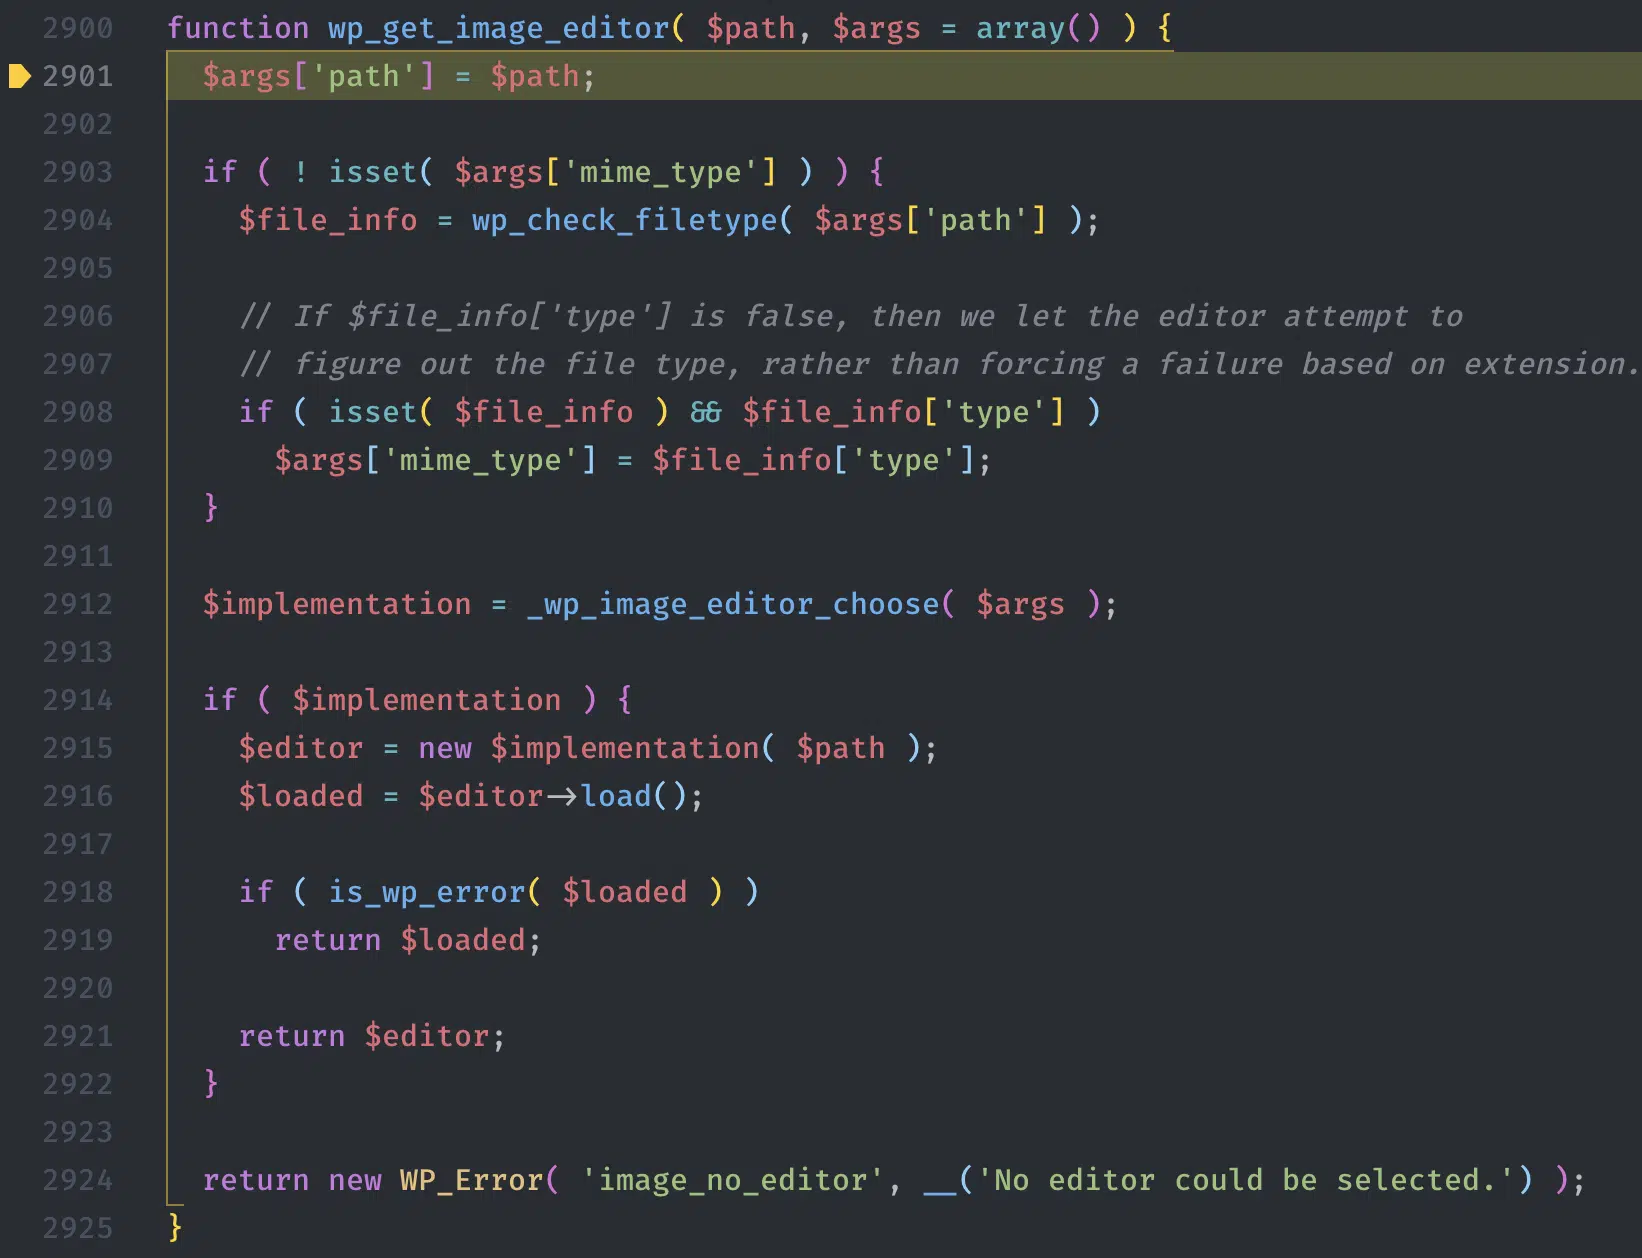 2900 function wp_get_image_editor( $path, $args = array() ) {
2901 $args['path'] = $path;
2902
2903 if ( ! isset( $args['mime_type'] ) ) {
2904 $file_info = wp_check_filetype( $args['path'] );
2905
2906 // If $file_info['type'] is false, then we let the editor attempt to
2907 // figure out the file type, rather than forcing a failure based on extension.
2908 if ( isset( $file_info ) && $file_info['type'] )
2909 $args['mime_type'] = $file_info['type'];
2910 }
2911
2912 $implementation = _wp_image_editor_choose( $args );
2913
2914 if ( $implementation ) {
2915 $editor = new $implementation( $path );
2916 $loaded = $editor->load();
2917
2918 if ( is_wp_error( $loaded ) )
2919 return $loaded;
2920
2921 return $editor;
2922 }
2923
2924 return new WP_Error( 'image_no_editor', __('No editor could be selected.') );
2925 }